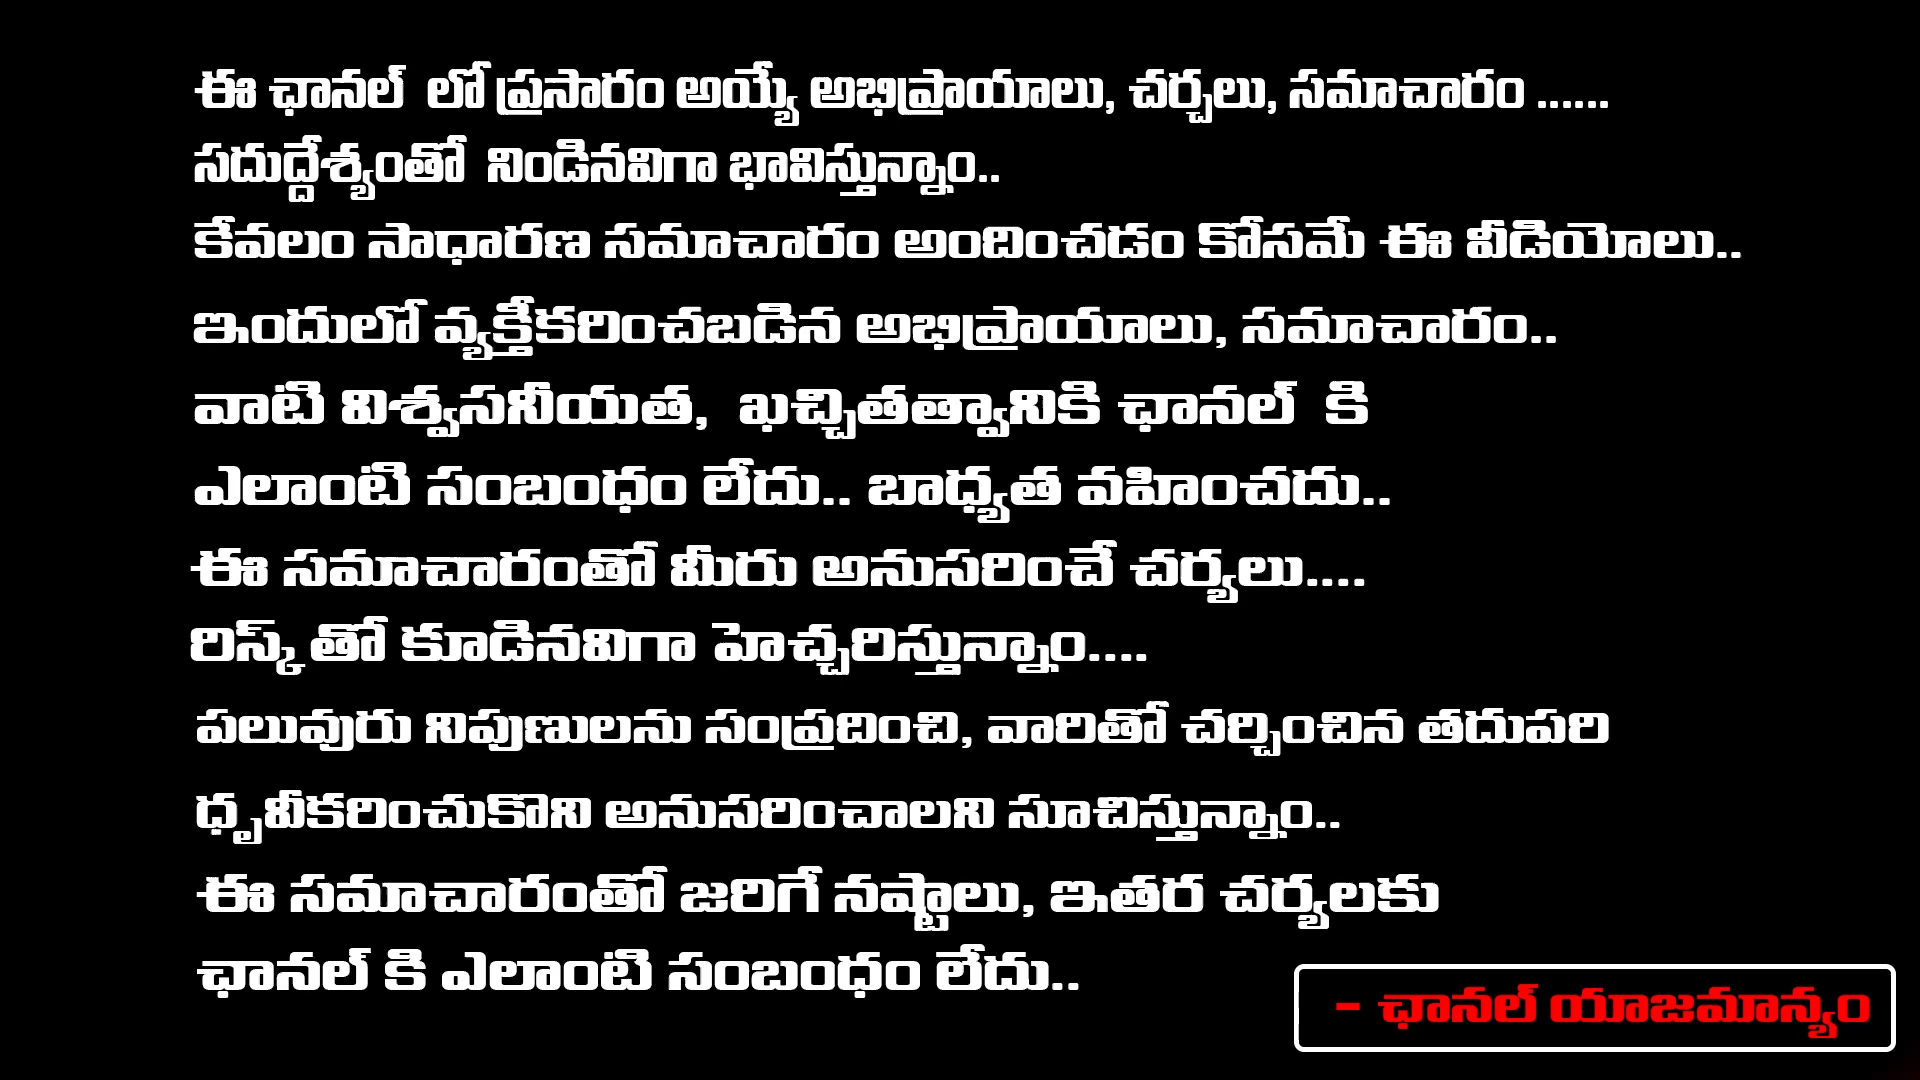 ఈ ఛానల్ లో ప్రసారం అయ్యే అభిప్రాయాలు, చర్చలు, సమాచారం ......
సదుద్దేశ్యంతో నిండినవిగా భావిస్తున్నాం..
కేవలం సాధారణ సమాచారం అందించడం కోసమే ఈ వీడియోలు..
ఇందులో వ్యక్తీకరించబడిన అభిప్రాయాలు, సమాచారం..
వాటి విశ్వసనీయత, ఖచ్చితత్వానికి ఛానల్ కి
ఎలాంటి సంబంధం లేదు.. బాధ్యత వహించదు..
ఈ సమాచారంతో మీరు అనుసరించే చర్యలు....
రిస్క్ తో కూడినవిగా హెచ్చరిస్తున్నాం....
పలువురు నిపుణులను సంప్రదించి, వారితో చర్చించిన తదుపరి
ధృవీకరించుకొని అనుసరించాలని సూచిస్తున్నాం..
ఈ సమాచారంతో జరిగే నష్టాలు, ఇతర చర్యలకు
ఛానల్ కి ఎలాంటి సంబంధం లేదు..
- ఛానల్ యాజమాన్యం